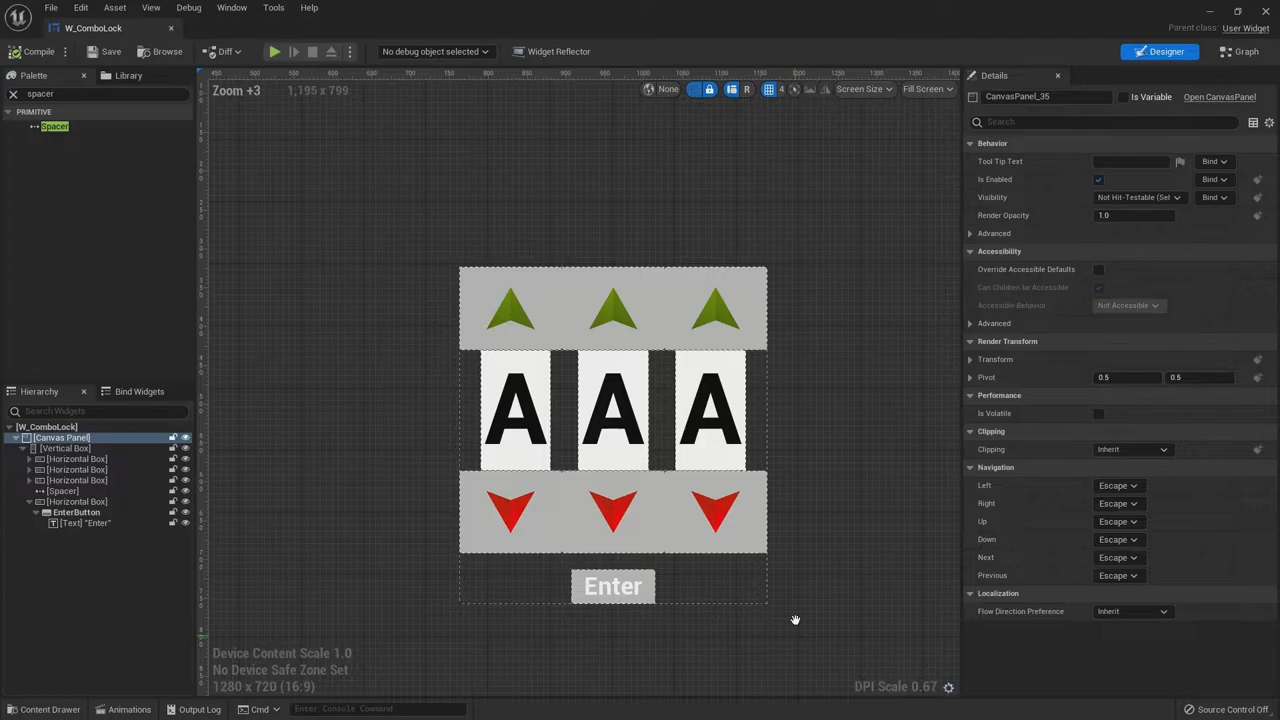 File Edit Asset View Debug Window Tools Help
W_ComboLock
Parent class: User Widget
Compile Save Browse Diff No debug object selected Widget Reflector Designer Graph
Palette Library
spacer
PRIMITIVE
Spacer
Zoom +3 1,195 x 799
None R 4 Screen Size Fill Screen
A A A
Enter
Device Content Scale 1.0
No Device Safe Zone Set
1280 x 720 (16:9)
DPI Scale 0.67
Hierarchy Bind Widgets
Search Widgets
[W_ComboLock]
[Canvas Panel]
[Vertical Box]
[Horizontal Box]
[Horizontal Box]
[Horizontal Box]
[Spacer]
[Horizontal Box]
EnterButton
[Text] "Enter"
Details
CanvasPanel_35 Is Variable Open CanvasPanel
Search
Behavior
Tool Tip Text Bind
Is Enabled Bind
Visibility Not Hit-Testable (Sel Bind
Render Opacity 1.0
Advanced
Accessibility
Override Accessible Defaults
Can Children be Accessible
Accessible Behavior Not Accessible
Advanced
Render Transform
Transform
Pivot 0.5 0.5
Performance
Is Volatile
Clipping
Clipping Inherit
Navigation
Left Escape
Right Escape
Up Escape
Down Escape
Next Escape
Previous Escape
Localization
Flow Direction Preference Inherit
Content Drawer Animations Output Log Cmd Enter Console Command Source Control Off